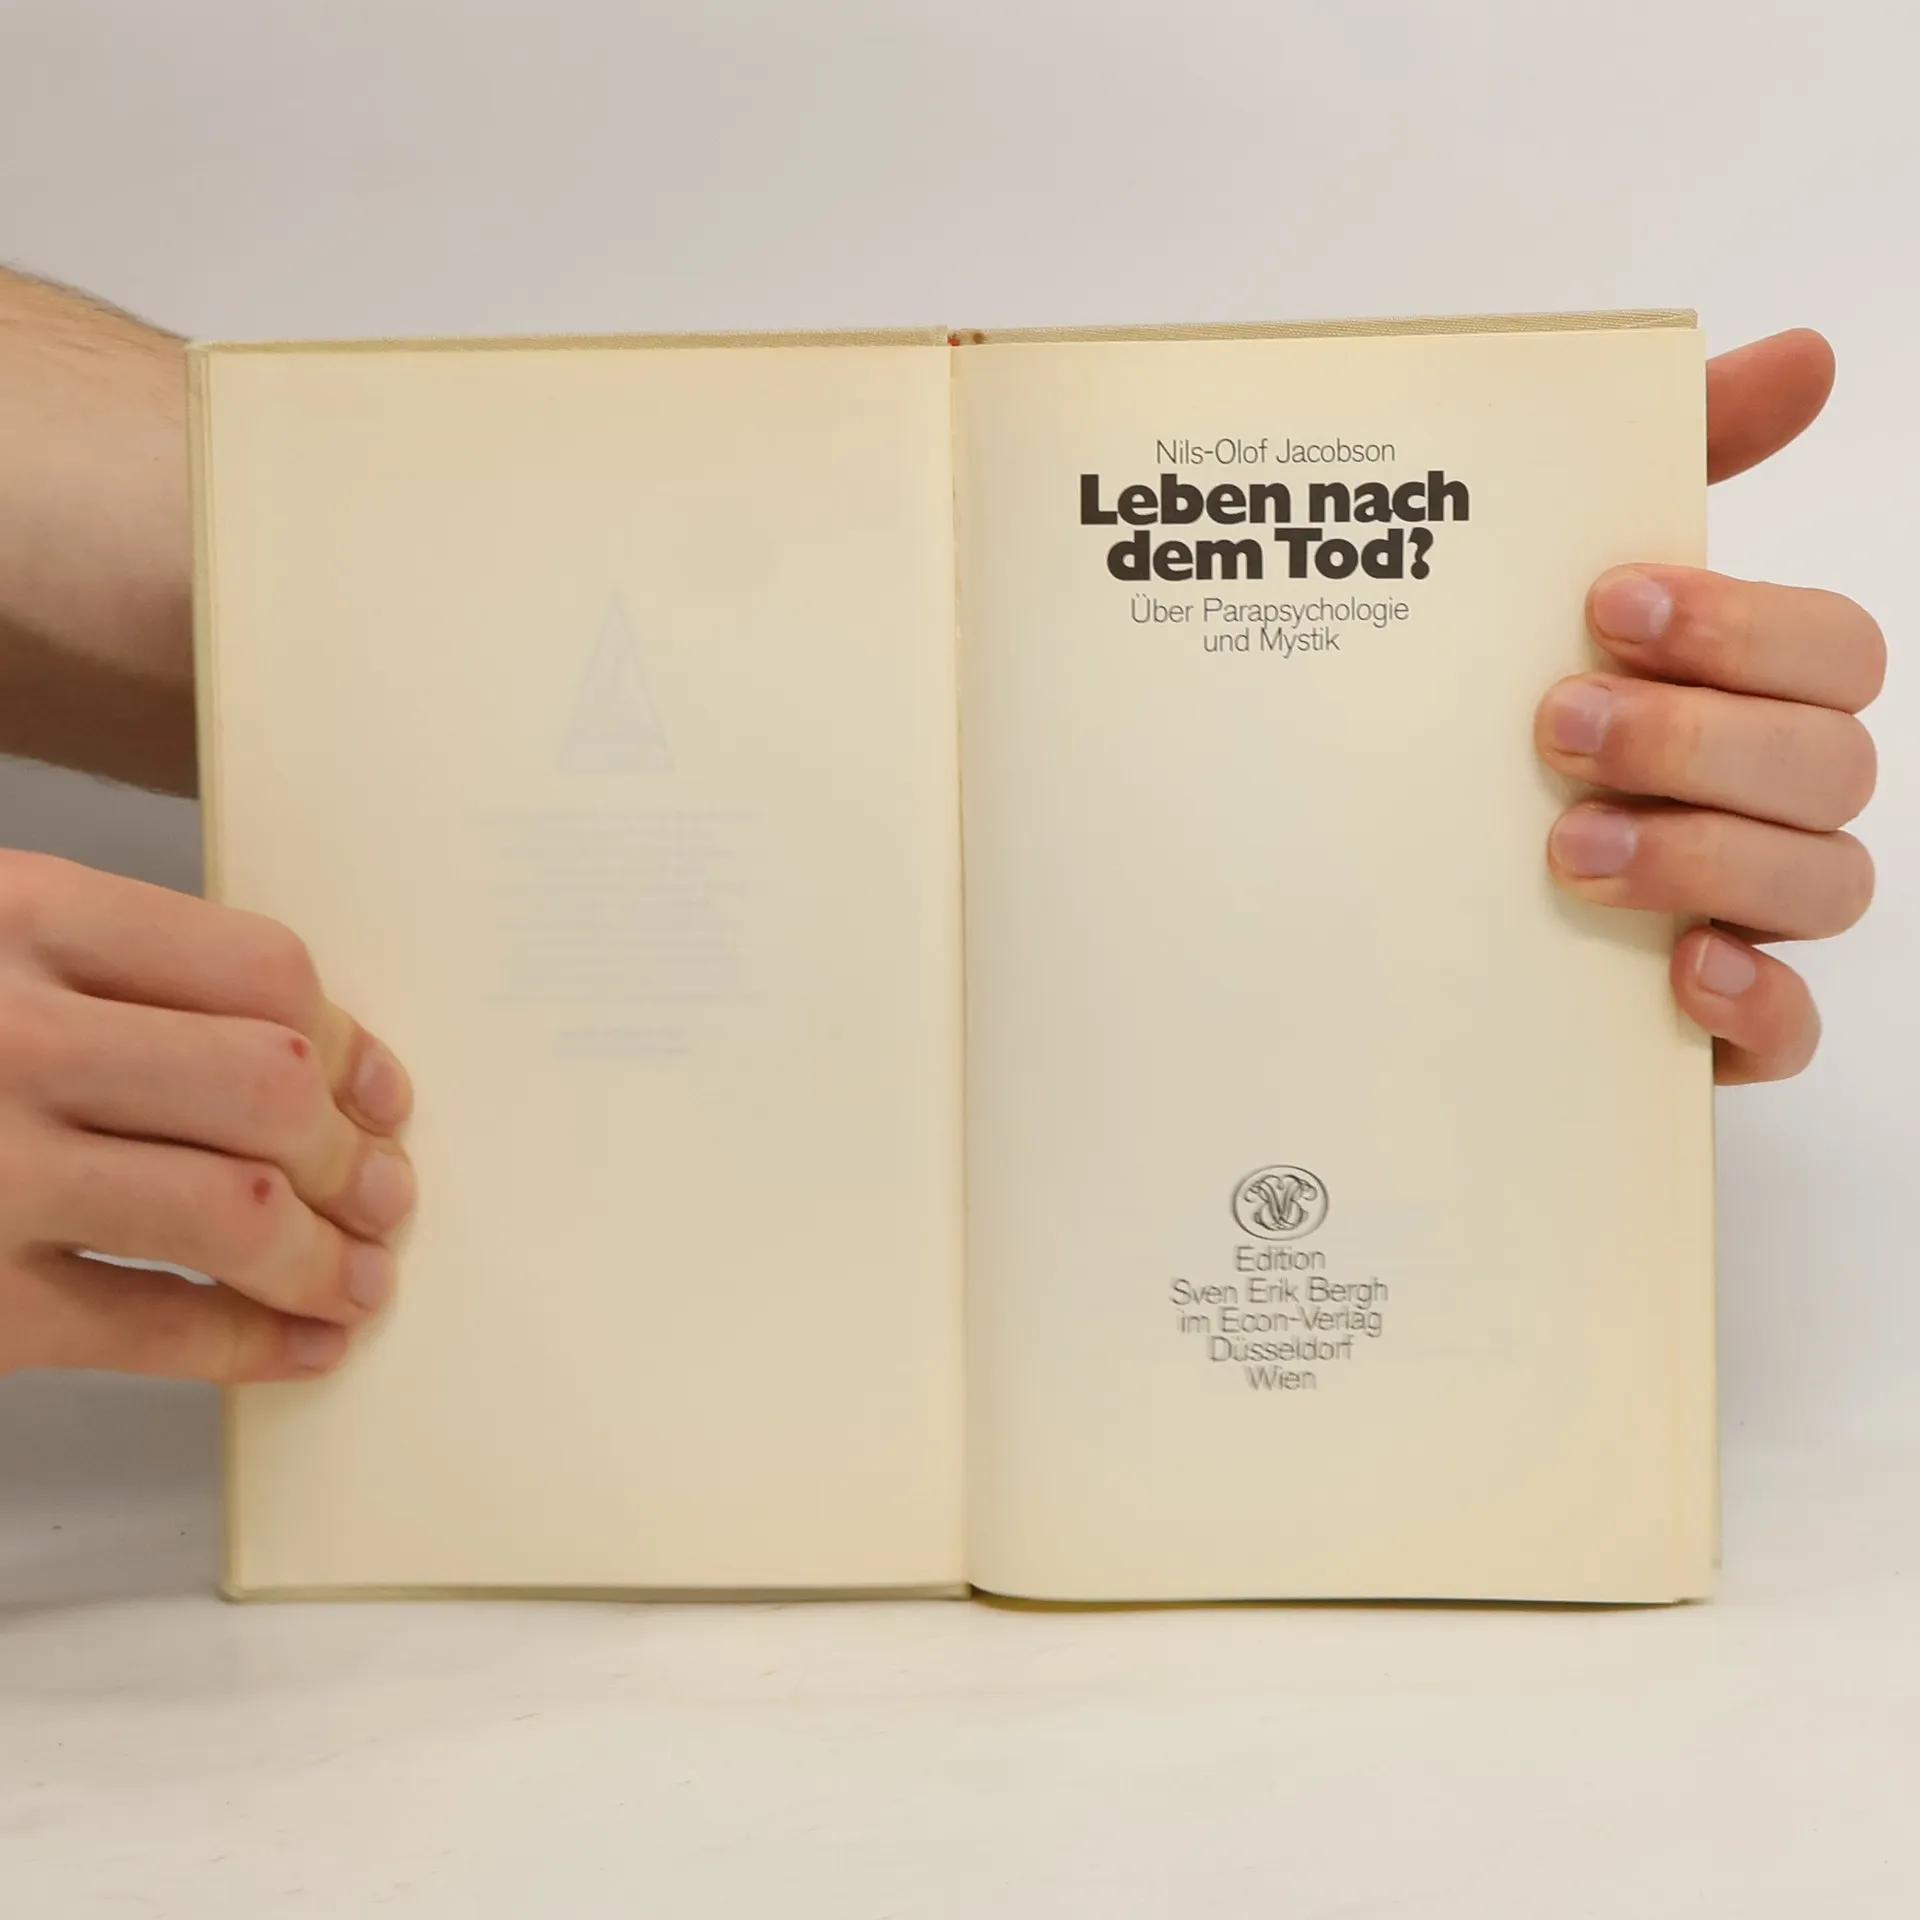 Nils-Olof Jacobson
Leben nach
dem Tod?
Über Parapsychologie
und Mystik
Edition
Sven Erik Bergh
im Econ-Verlag
Düsseldorf
Wien